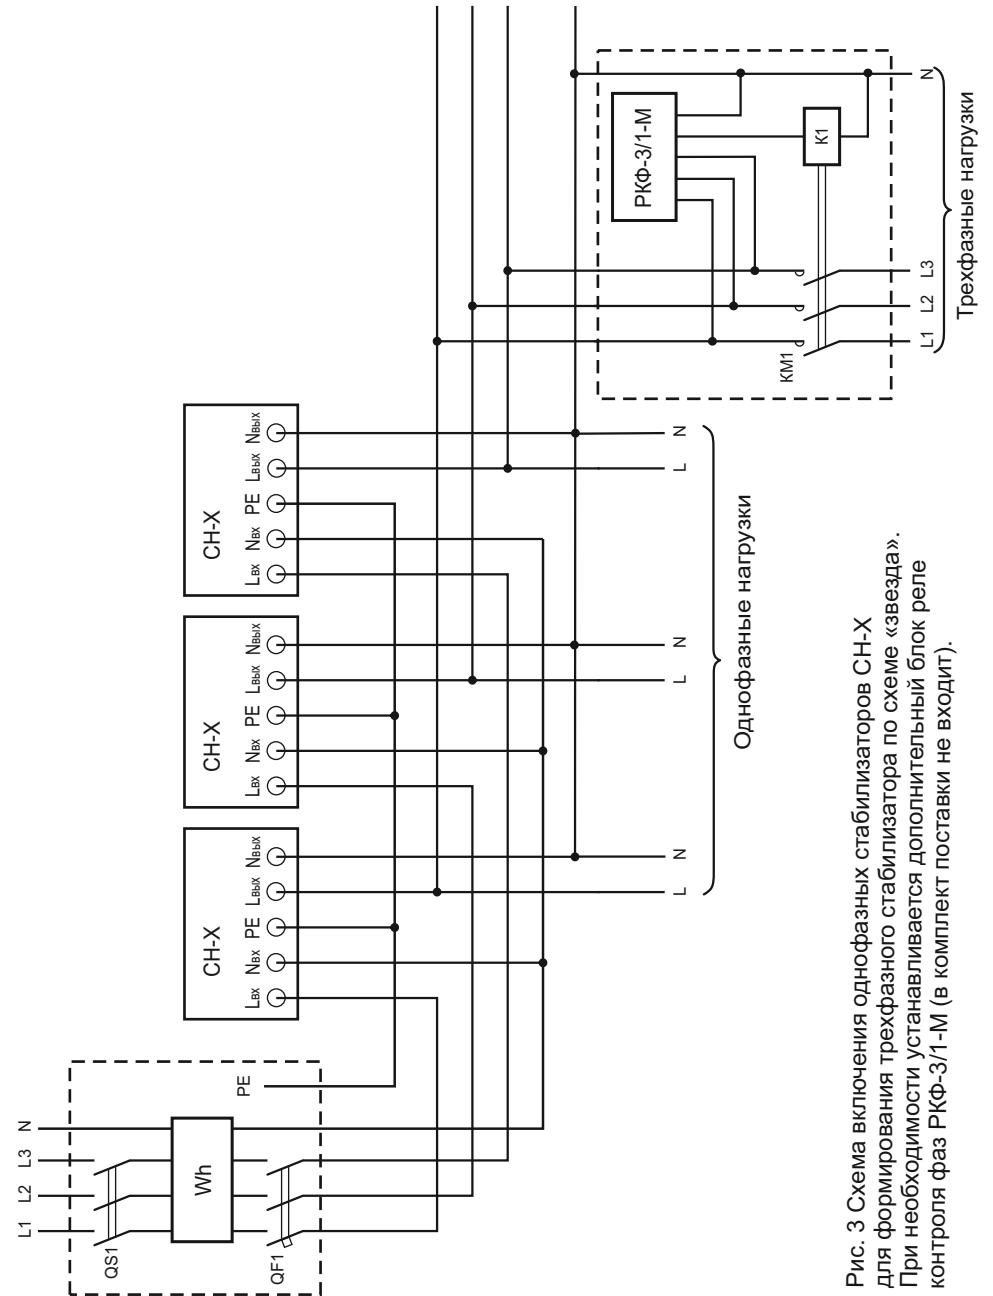 L1
L2
L3
N
PE
QS1
Wh
QF1
СН-Х
Lвх
Nвх
PE
Lвых
Nвых
СН-Х
Lвх
Nвх
PE
Lвых
Nвых
СН-Х
Lвх
Nвх
PE
Lвых
Nвых
L
N
L
N
L
N
Однофазные нагрузки
РКФ-3/1-М
К1
КМ1
L1
L2
L3
N
Трехфазные нагрузки
Рис. 3 Схема включения однофазных стабилизаторов СН-Х
для формирования трехфазного стабилизатора по схеме «звезда».
При необходимости устанавливается дополнительный блок реле
контроля фаз РКФ-3/1-М (в комплект поставки не входит).